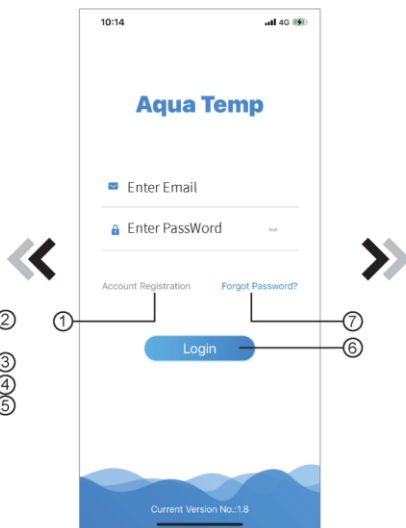 10:14 4G
Aqua Temp
Enter Email
Enter PassWord
Account Registration Forgot Password?
② ① ⑦
Login ⑥
③
④
⑤
Current Version No.:1.8